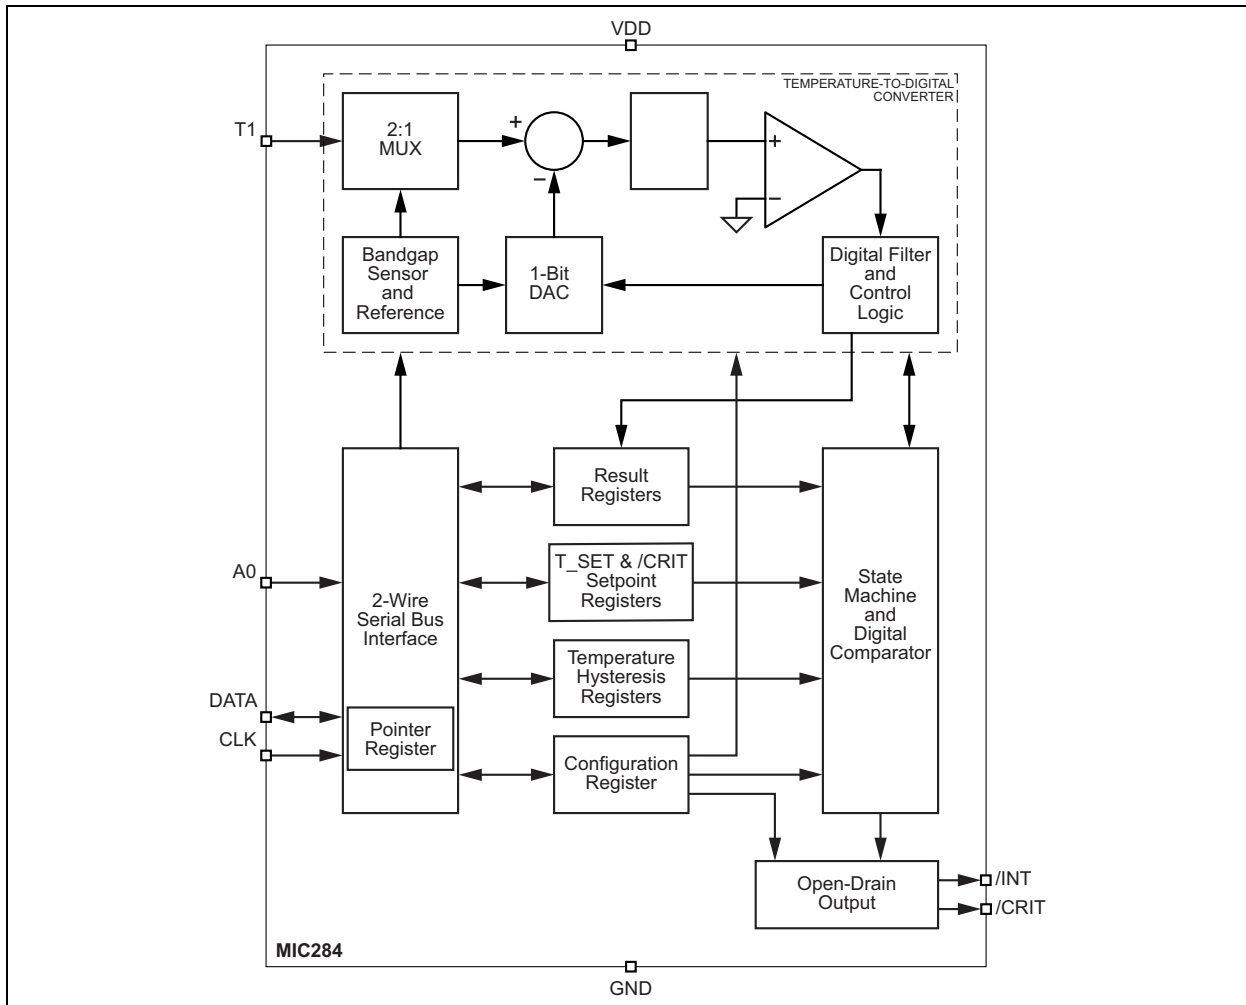 VDD
TEMPERATURE-TO-DIGITAL
CONVERTER
T1
2:1
MUX
+
−
+
−
Bandgap
Sensor
and
Reference
1-Bit
DAC
Digital Filter
and
Control
Logic
Result
Registers
A0
T_SET & /CRIT
Setpoint
Registers
2-Wire
Serial Bus
Interface
State
Machine
and
Digital
Comparator
Temperature
Hysteresis
Registers
DATA
CLK
Pointer
Register
Configuration
Register
Open-Drain
Output
/INT
/CRIT
MIC284
GND